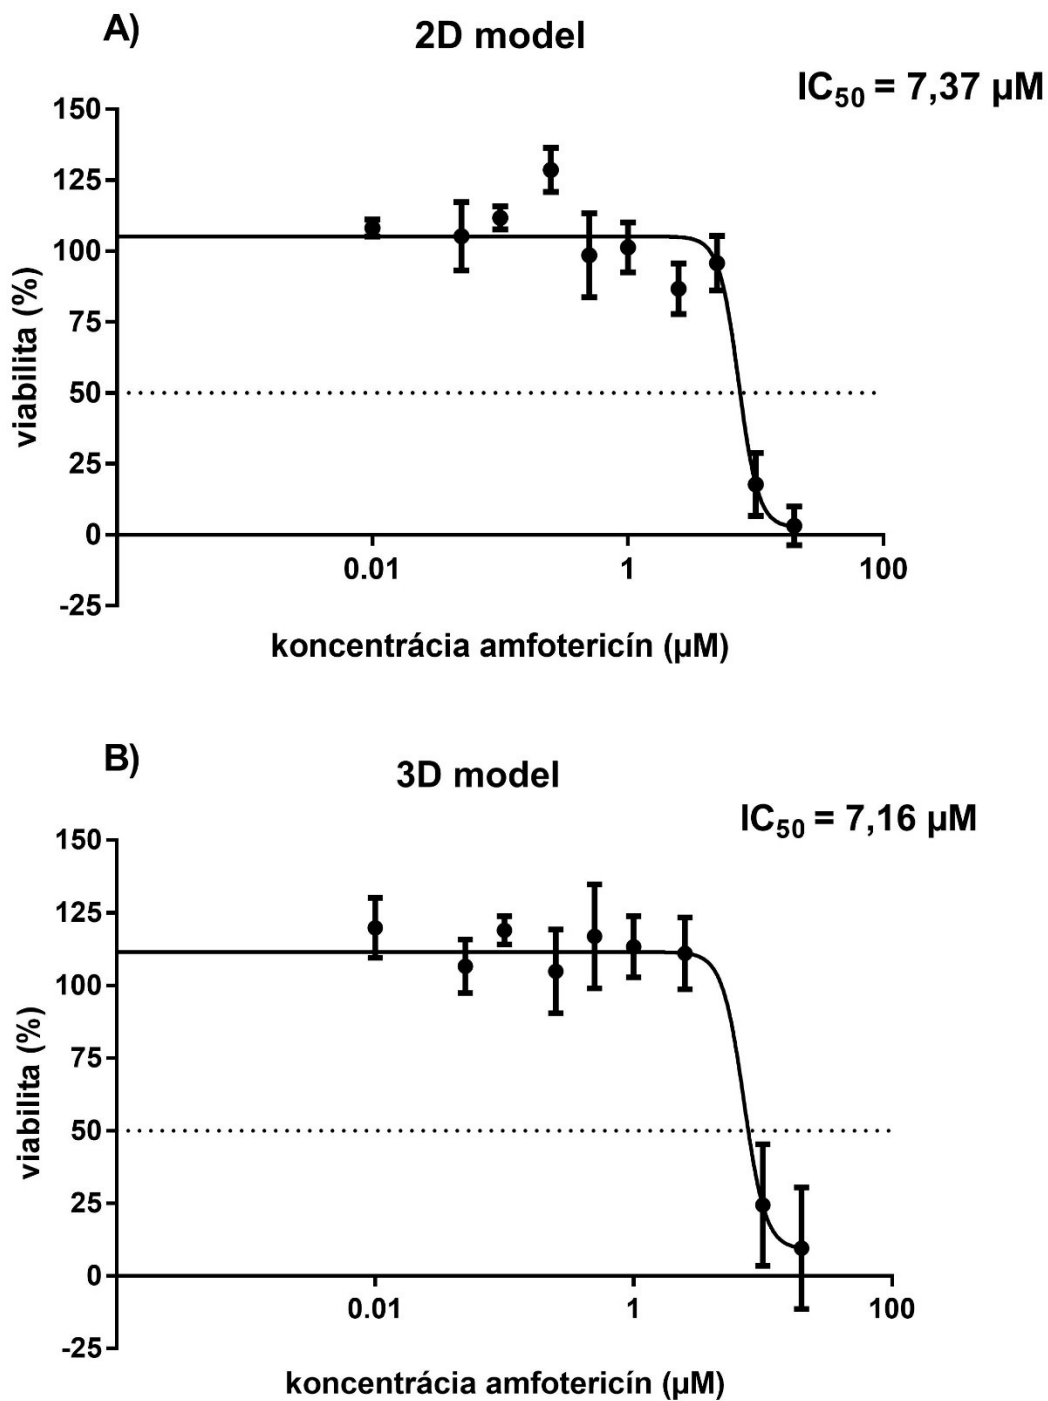 A)
2D model
IC50 = 7,37 µM
150
125
100
75
50
25
0
-25
viabilita (%)
0.01 1 100
koncentrácia amfotericín (µM)
B)
3D model
IC50 = 7,16 µM
150
125
100
75
50
25
0
-25
viabilita (%)
0.01 1 100
koncentrácia amfotericín (µM)